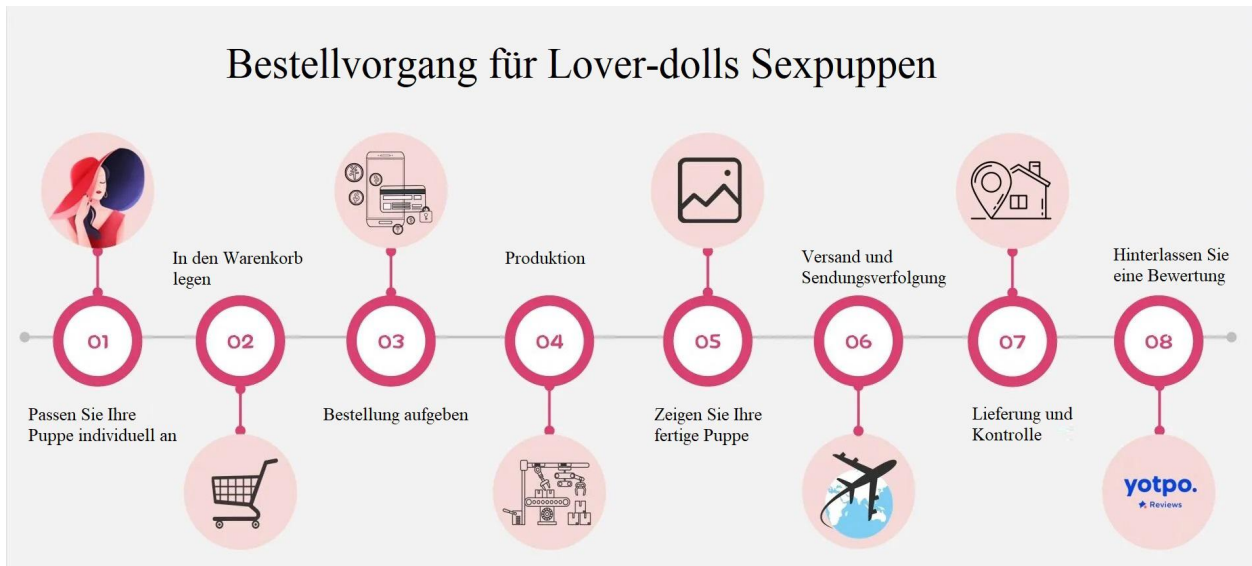 Bestellvorgang für Lover-dolls Sexpuppen
01
Passen Sie Ihre
Puppe individuell an
In den Warenkorb
legen
02
03
Bestellung aufgeben
Produktion
04
05
Zeigen Sie Ihre
fertige Puppe
Versand und
Sendungsverfolgung
06
07
Lieferung und
Kontrolle
Hinterlassen Sie
eine Bewertung
08
yotpo.
Reviews